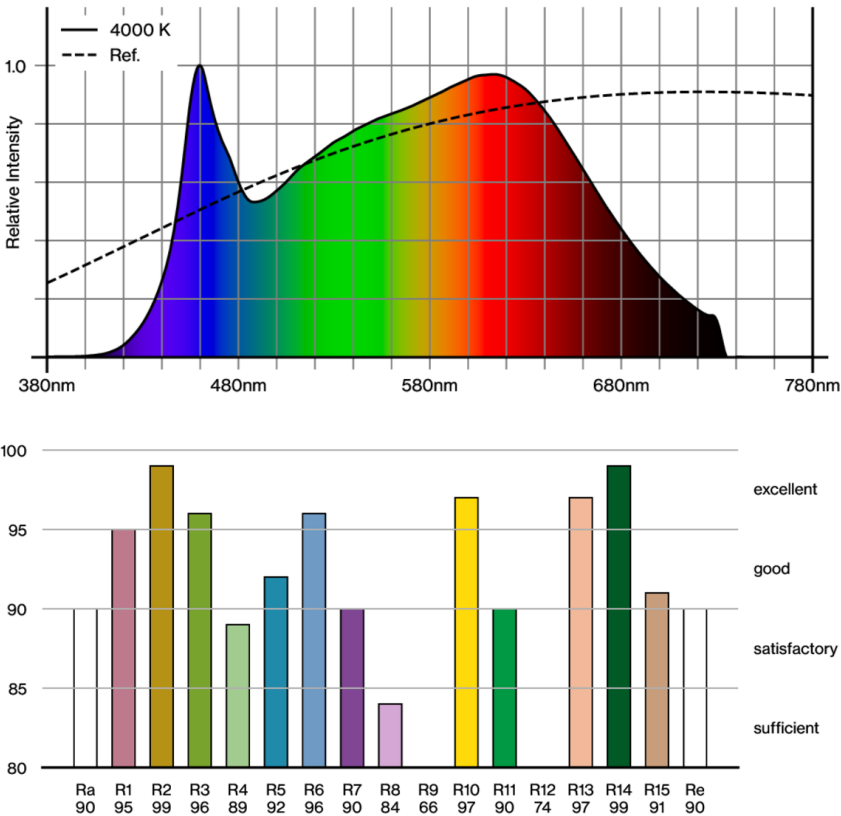 4000 K
Ref.
1.0
Relative Intensity
380nm 480nm 580nm 680nm 780nm
100
excellent
95
good
90
satisfactory
85
sufficient
80
Ra R1 R2 R3 R4 R5 R6 R7 R8 R9 R10 R11 R12 R13 R14 R15 Re
90 95 99 96 89 92 96 90 84 66 97 90 74 97 99 91 90